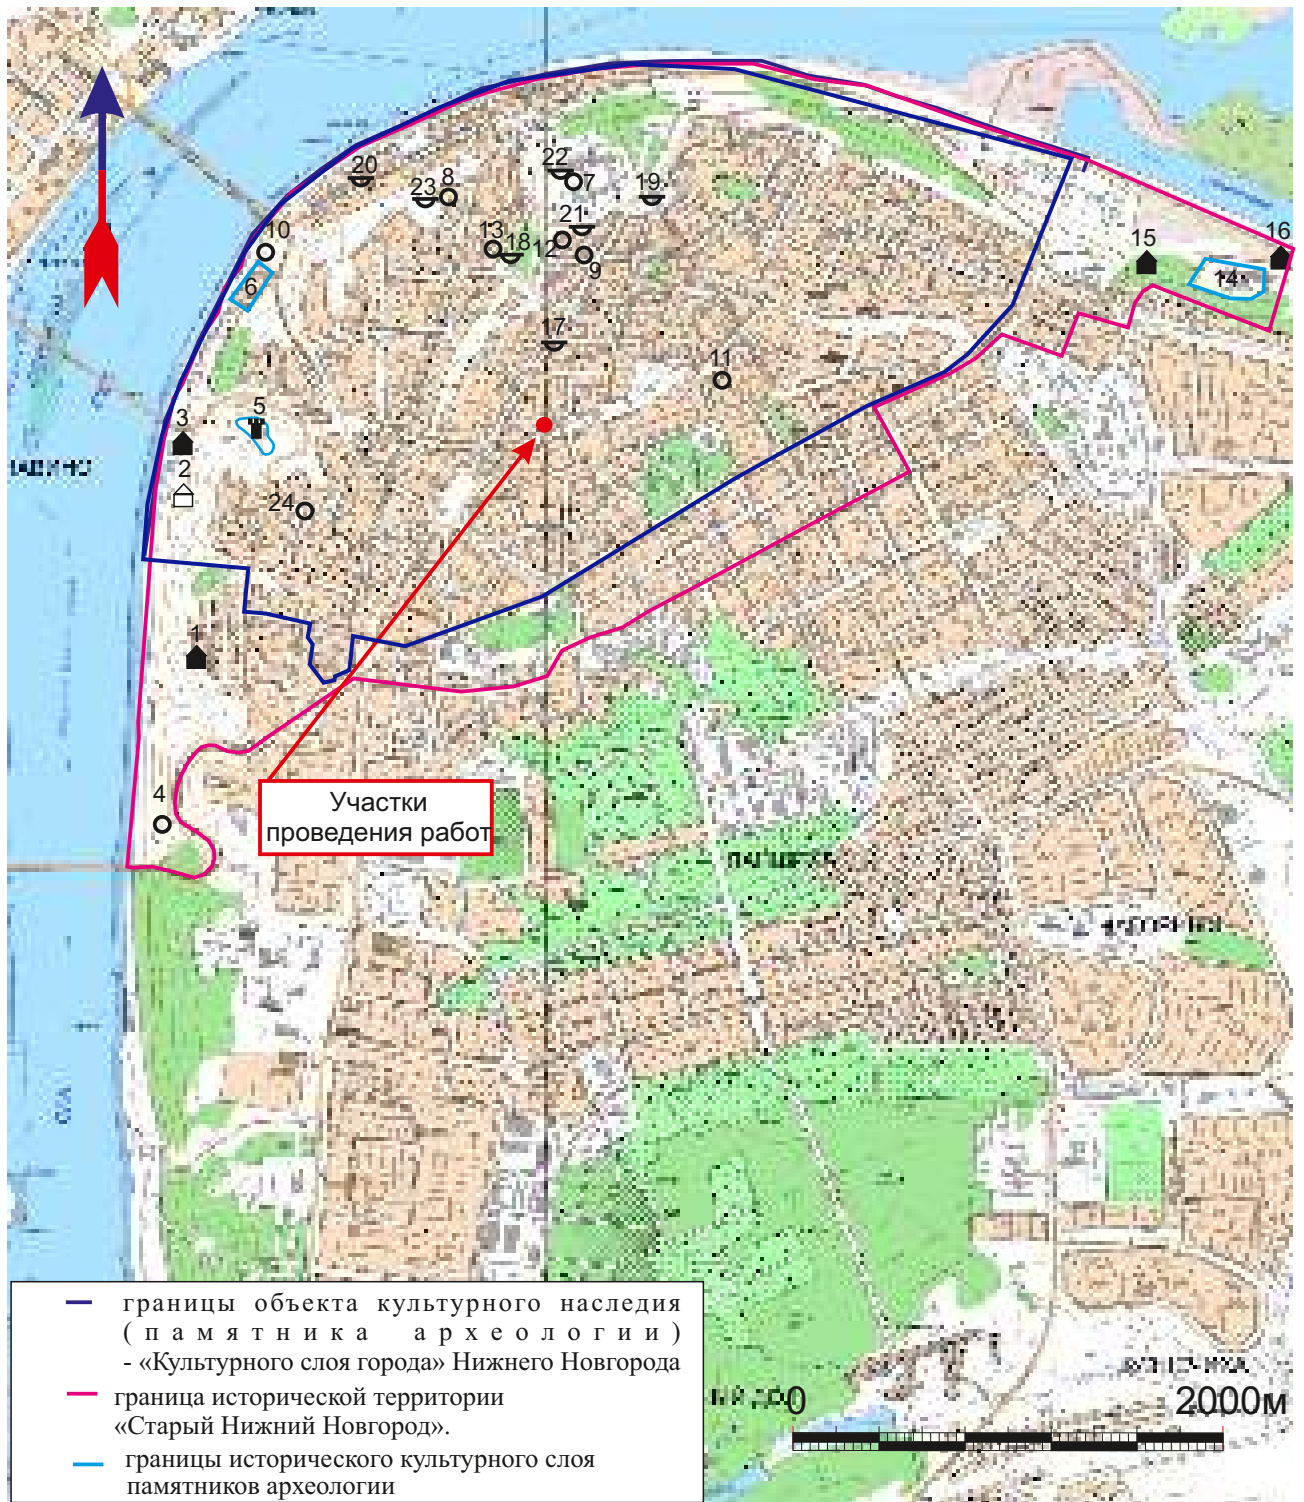 20
23
8
22
7
19
21
12
13
18
9
10
6
15
16
14
17
11
3
5
2
24
1
4
Участки
проведения работ
границы объекта культурного наследия
(памятника археологии)
- «Культурного слоя города» Нижнего Новгорода
граница исторической территории
«Старый Нижний Новгород».
границы исторического культурного слоя
памятников археологии
0
2000м